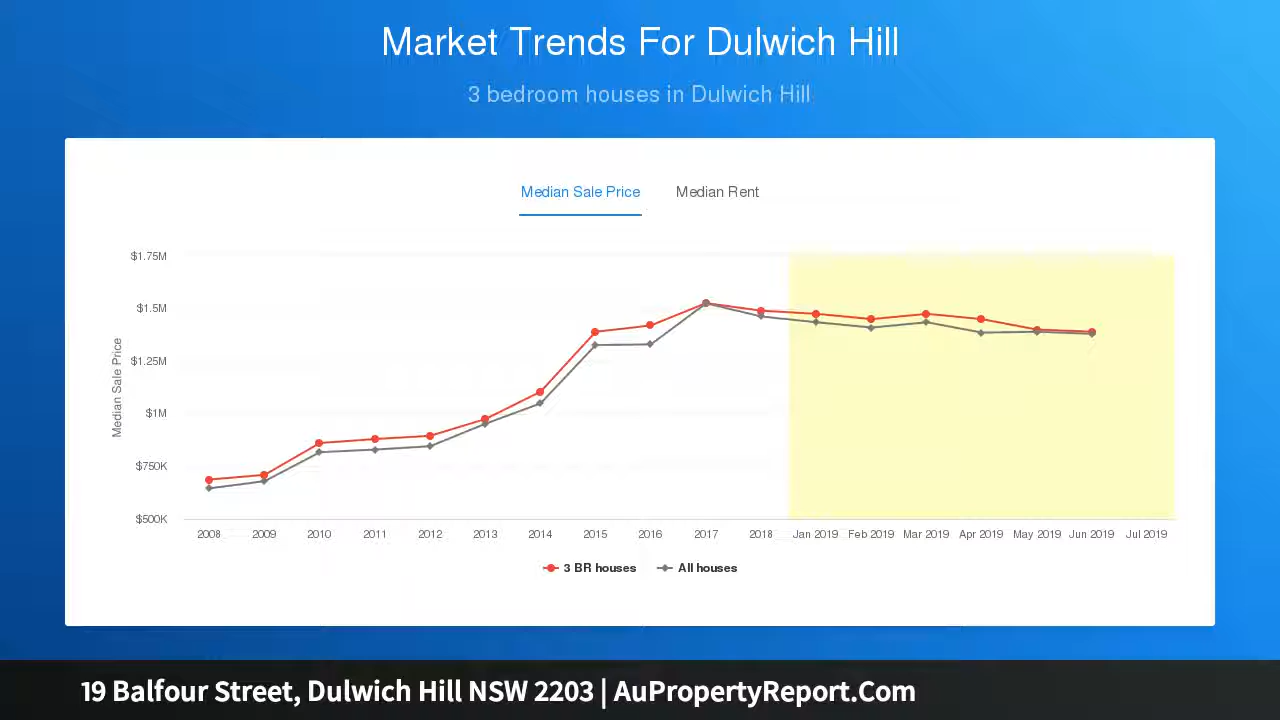 Market Trends For Dulwich Hill
3 bedroom houses in Dulwich Hill
Median Sale Price Median Rent
$1.75M
$1.5M
$1.25M
$1M
$750K
$500K
Median Sale Price
2008 2009 2010 2011 2012 2013 2014 2015 2016 2017 2018 Jan 2019 Feb 2019 Mar 2019 Apr 2019 May 2019 Jun 2019 Jul 2019
3 BR houses All houses
19 Balfour Street, Dulwich Hill NSW 2203 | AuPropertyReport.Com